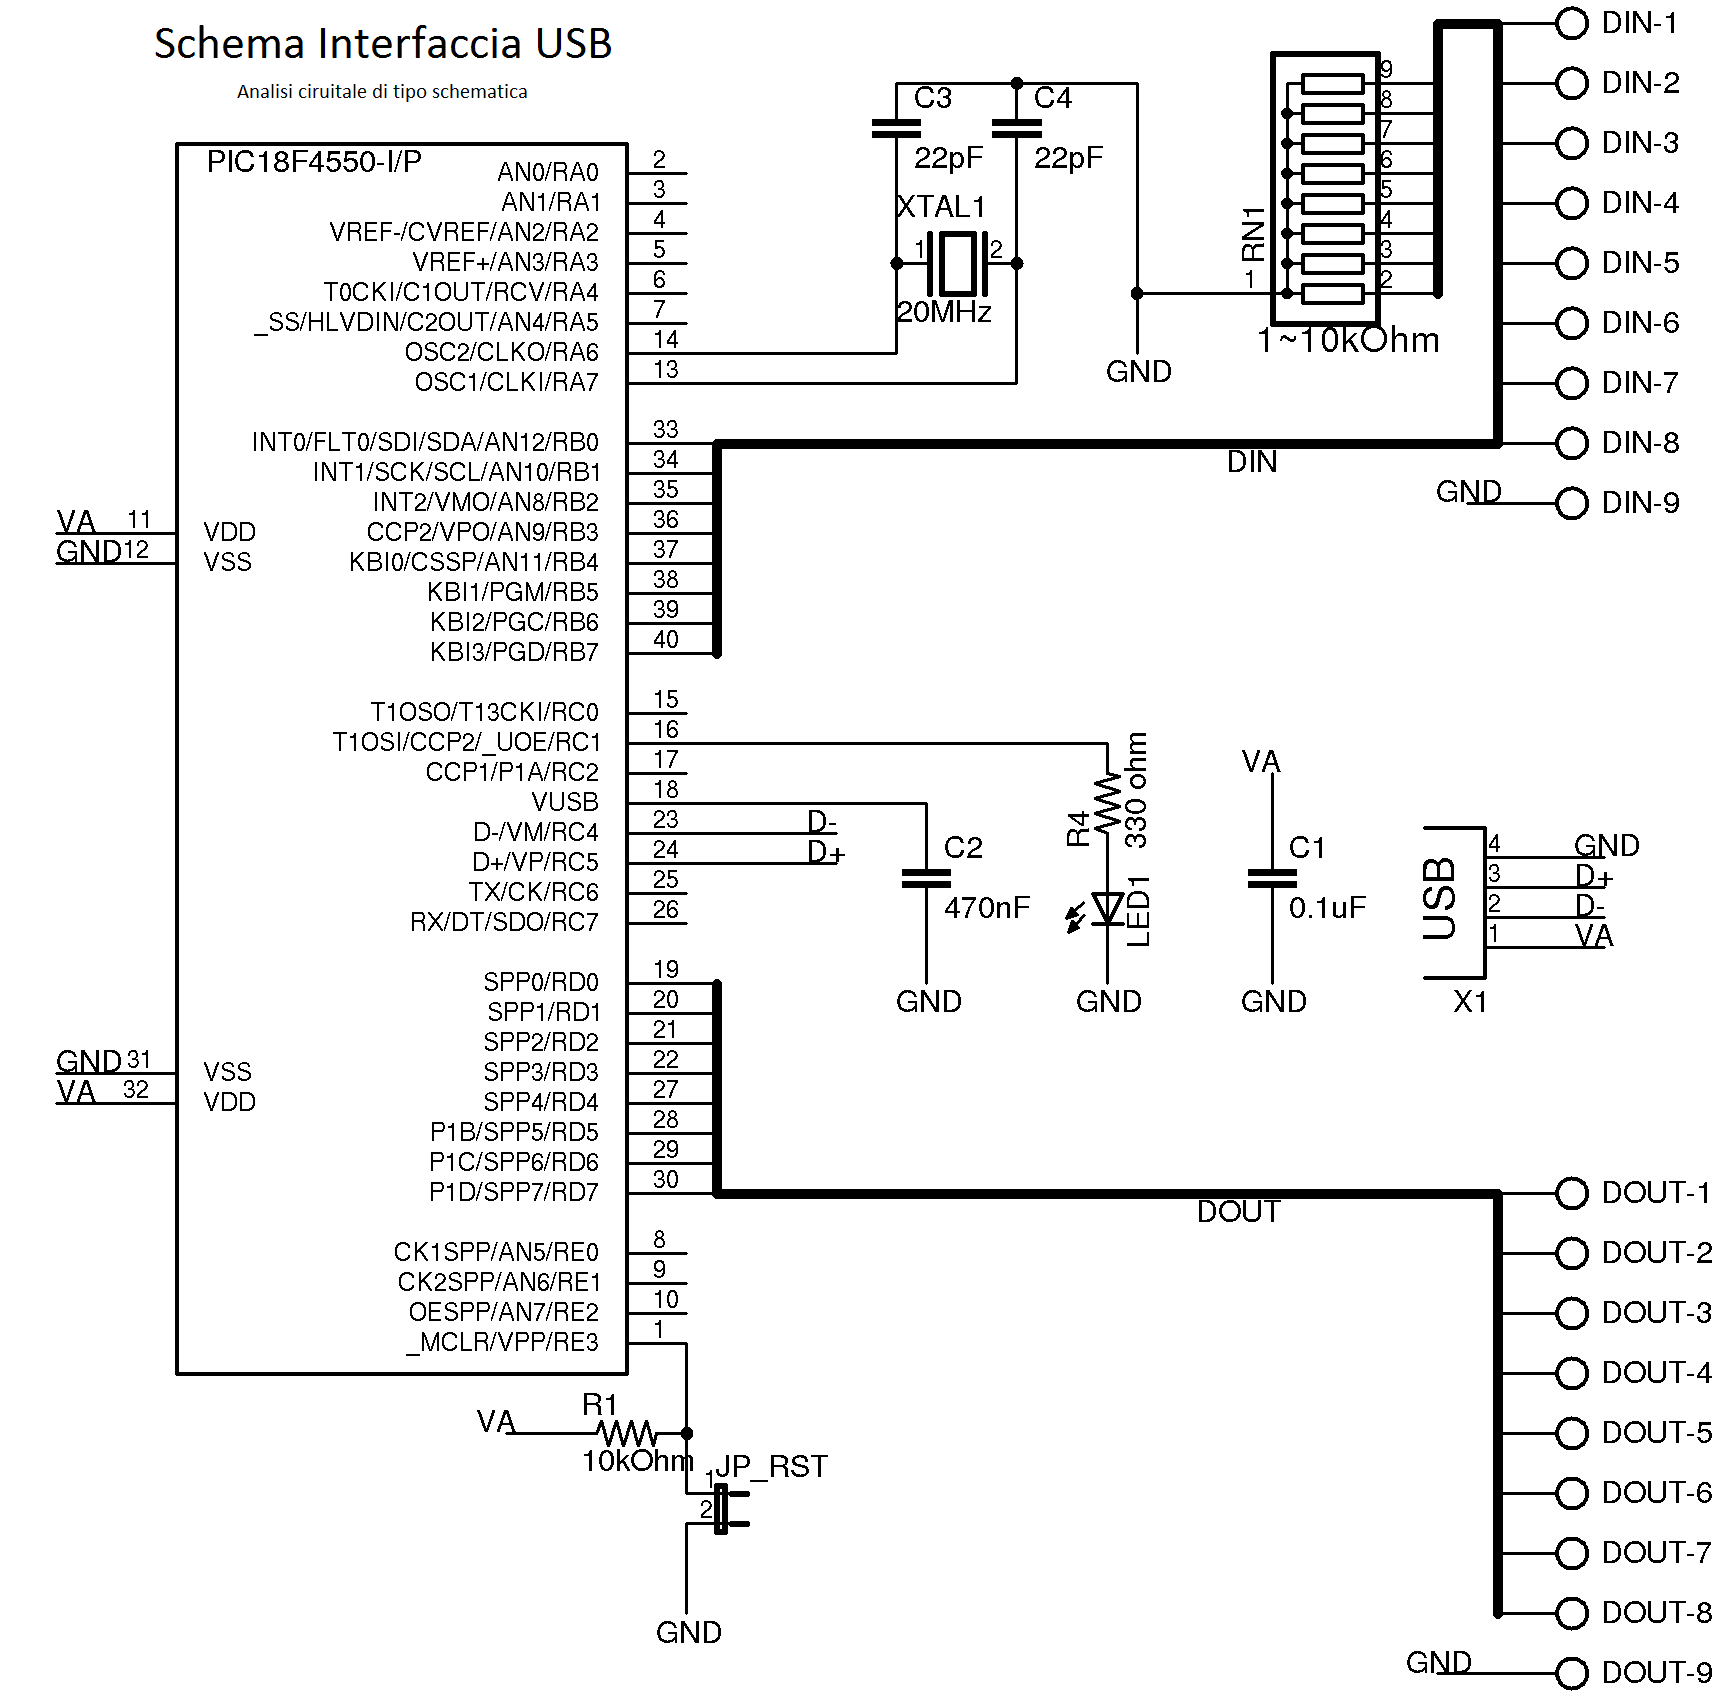 Schema Interfaccia USB
Analisi ciruitale di tipo schematica
PIC18F4550-I/P
AN0/RA0 2
AN1/RA1 3
VREF-/CVREF/AN2/RA2 4
VREF+/AN3/RA3 5
T0CKI/C1OUT/RCV/RA4 6
_SS/HLVDIN/C2OUT/AN4/RA5 7
OSC2/CLKO/RA6 14
OSC1/CLKI/RA7 13
INT0/FLT0/SDI/SDA/AN12/RB0 33
INT1/SCK/SCL/AN10/RB1 34
INT2/VMO/AN8/RB2 35
CCP2/VPO/AN9/RB3 36
KBI0/CSSP/AN11/RB4 37
KBI1/PGM/RB5 38
KBI2/PGC/RB6 39
KBI3/PGD/RB7 40
VA 11 VDD
GND 12 VSS
T1OSO/T13CKI/RC0 15
T1OSI/CCP2/_UOE/RC1 16
CCP1/P1A/RC2 17
VUSB 18
D-/VM/RC4 23 D-
D+/VP/RC5 24 D+
TX/CK/RC6 25
RX/DT/SDO/RC7 26
SPP0/RD0 19
SPP1/RD1 20
SPP2/RD2 21
SPP3/RD3 22
SPP4/RD4 27
P1B/SPP5/RD5 28
P1C/SPP6/RD6 29
P1D/SPP7/RD7 30
GND 31 VSS
VA 32 VDD
CK1SPP/AN5/RE0 8
CK2SPP/AN6/RE1 9
OESPP/AN7/RE2 10
_MCLR/VPP/RE3 1
VA
R1
10kOhm
JP_RST
1
2
GND
C3
22pF
C4
22pF
XTAL1
1
2
20MHz
GND
RN1
1
9
8
7
6
5
4
3
2
1~10kOhm
DIN
DIN-1
DIN-2
DIN-3
DIN-4
DIN-5
DIN-6
DIN-7
DIN-8
GND DIN-9
C2
470nF
GND
R4
330 ohm
LED1
GND
VA
C1
0.1uF
GND
USB
4 GND
3 D+
2 D-
1 VA
X1
DOUT
DOUT-1
DOUT-2
DOUT-3
DOUT-4
DOUT-5
DOUT-6
DOUT-7
DOUT-8
GND DOUT-9